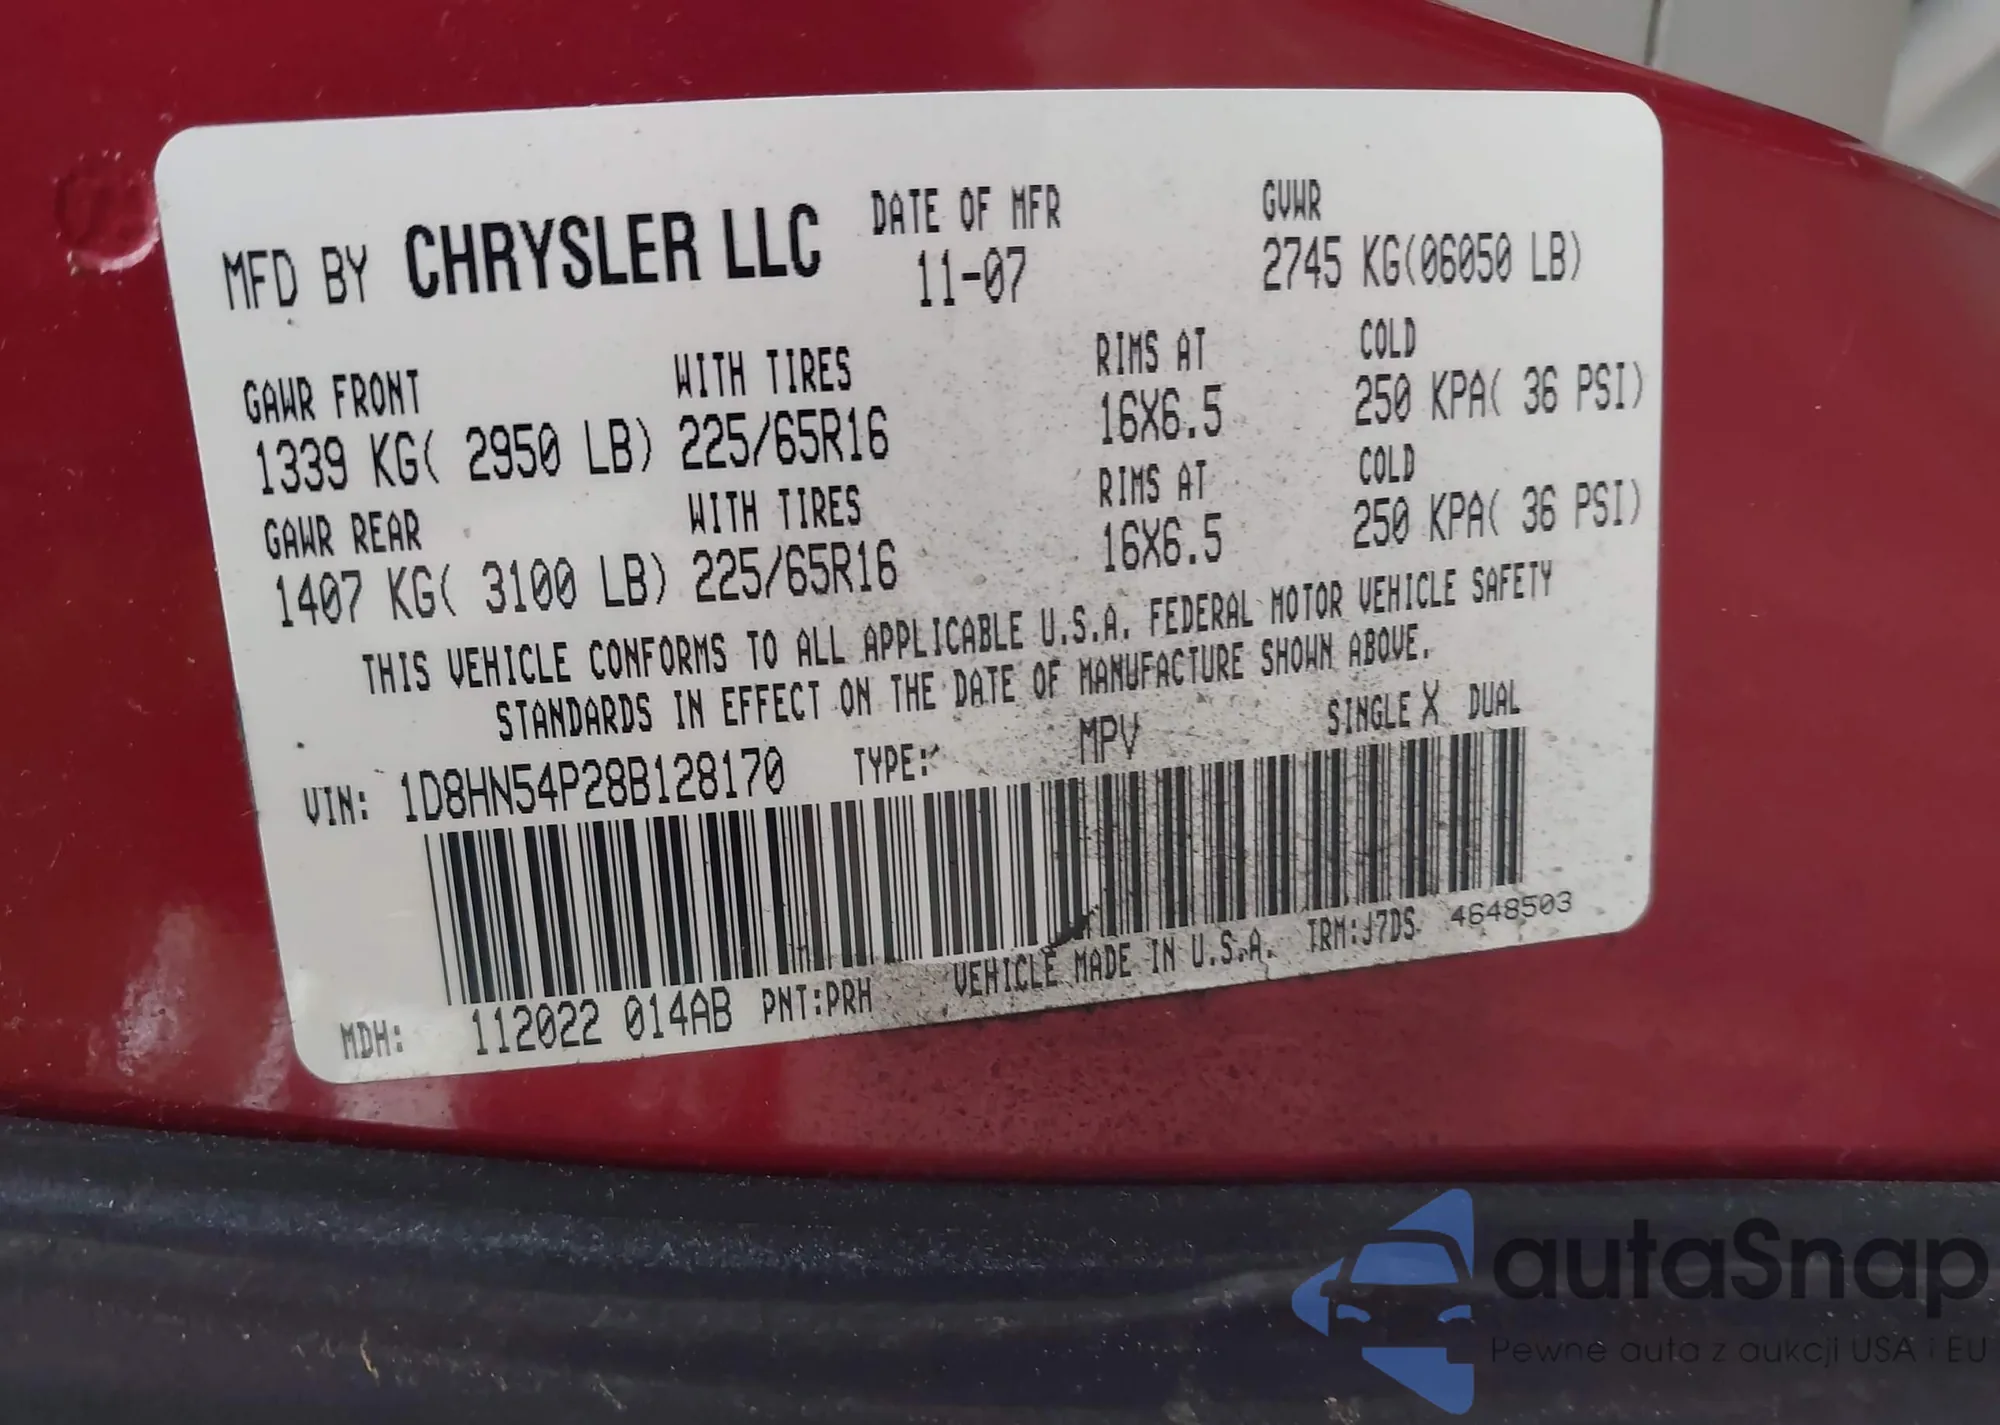 MFD BY CHRYSLER LLC DATE OF MFR GVWR
11-07 2745 KG(06050 LB)
GAWR FRONT WITH TIRES RIMS AT COLD
1339 KG( 2950 LB) 225/65R16 16X6.5 250 KPA( 36 PSI)
GAWR REAR WITH TIRES RIMS AT COLD
1407 KG( 3100 LB) 225/65R16 16X6.5 250 KPA( 36 PSI)
THIS VEHICLE CONFORMS TO ALL APPLICABLE U.S.A. FEDERAL MOTOR VEHICLE SAFETY
STANDARDS IN EFFECT ON THE DATE OF MANUFACTURE SHOWN ABOVE.
VIN: 1D8HN54P28B128170 TYPE: MPV SINGLE X DUAL
MDH: 112022 014AB PNT:PRH VEHICLE MADE IN U.S.A. TRM:J7DS 4648503
autaSnap
Pewne auta z aukcji USA i EU